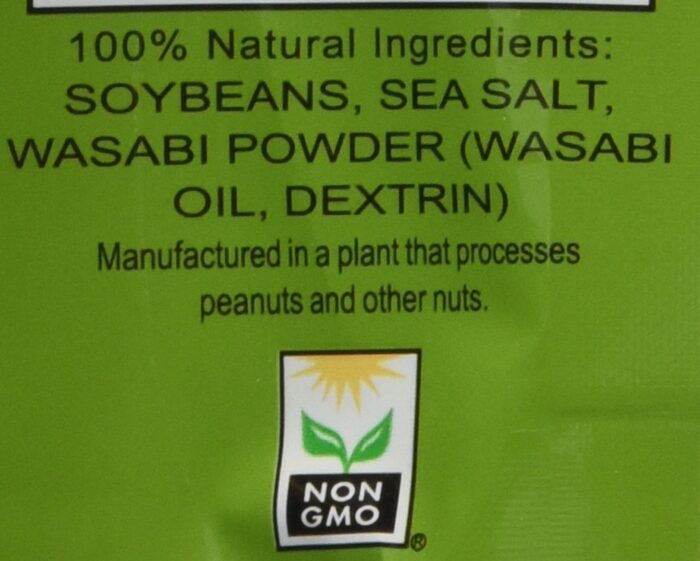 100% Natural Ingredients:
SOYBEANS, SEA SALT,
WASABI POWDER (WASABI
OIL, DEXTRIN)
Manufactured in a plant that processes
peanuts and other nuts.
NON
GMO
®